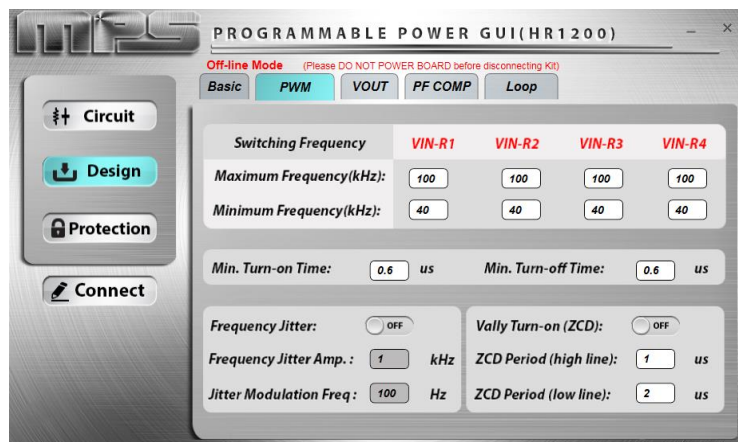 MPS
PROGRAMMABLE POWER GUI(HR1200)
Off-line Mode (Please DO NOT POWER BOARD before disconnecting Kit)
Basic PWM VOUT PF COMP Loop
Circuit
Design
Protection
Connect
Switching Frequency VIN-R1 VIN-R2 VIN-R3 VIN-R4
Maximum Frequency(kHz): 100 100 100 100
Minimum Frequency(kHz): 40 40 40 40
Min. Turn-on Time: 0.6 us Min. Turn-off Time: 0.6 us
Frequency Jitter: OFF
Frequency Jitter Amp. : 1 kHz
Jitter Modulation Freq : 100 Hz
Vally Turn-on (ZCD): OFF
ZCD Period (high line): 1 us
ZCD Period (low line): 2 us